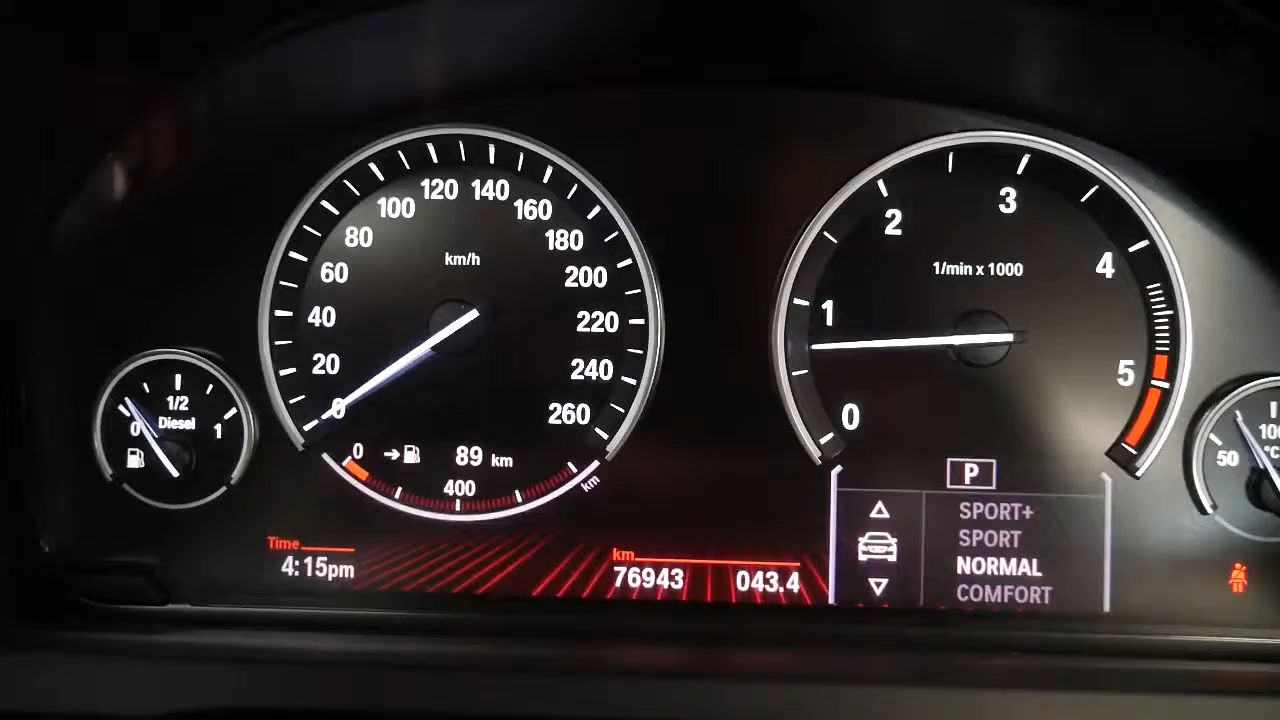 120 140
100 160
80 180
60 200
40 220
20 240
0 260
km/h
0 89 km
400
km
1/2
Diesel
0 1
3
2 4
1 5
0
1/min x 1000
P
SPORT+
SPORT
NORMAL
COMFORT
Time
4:15pm
km
76943 043.4
50
100
°C